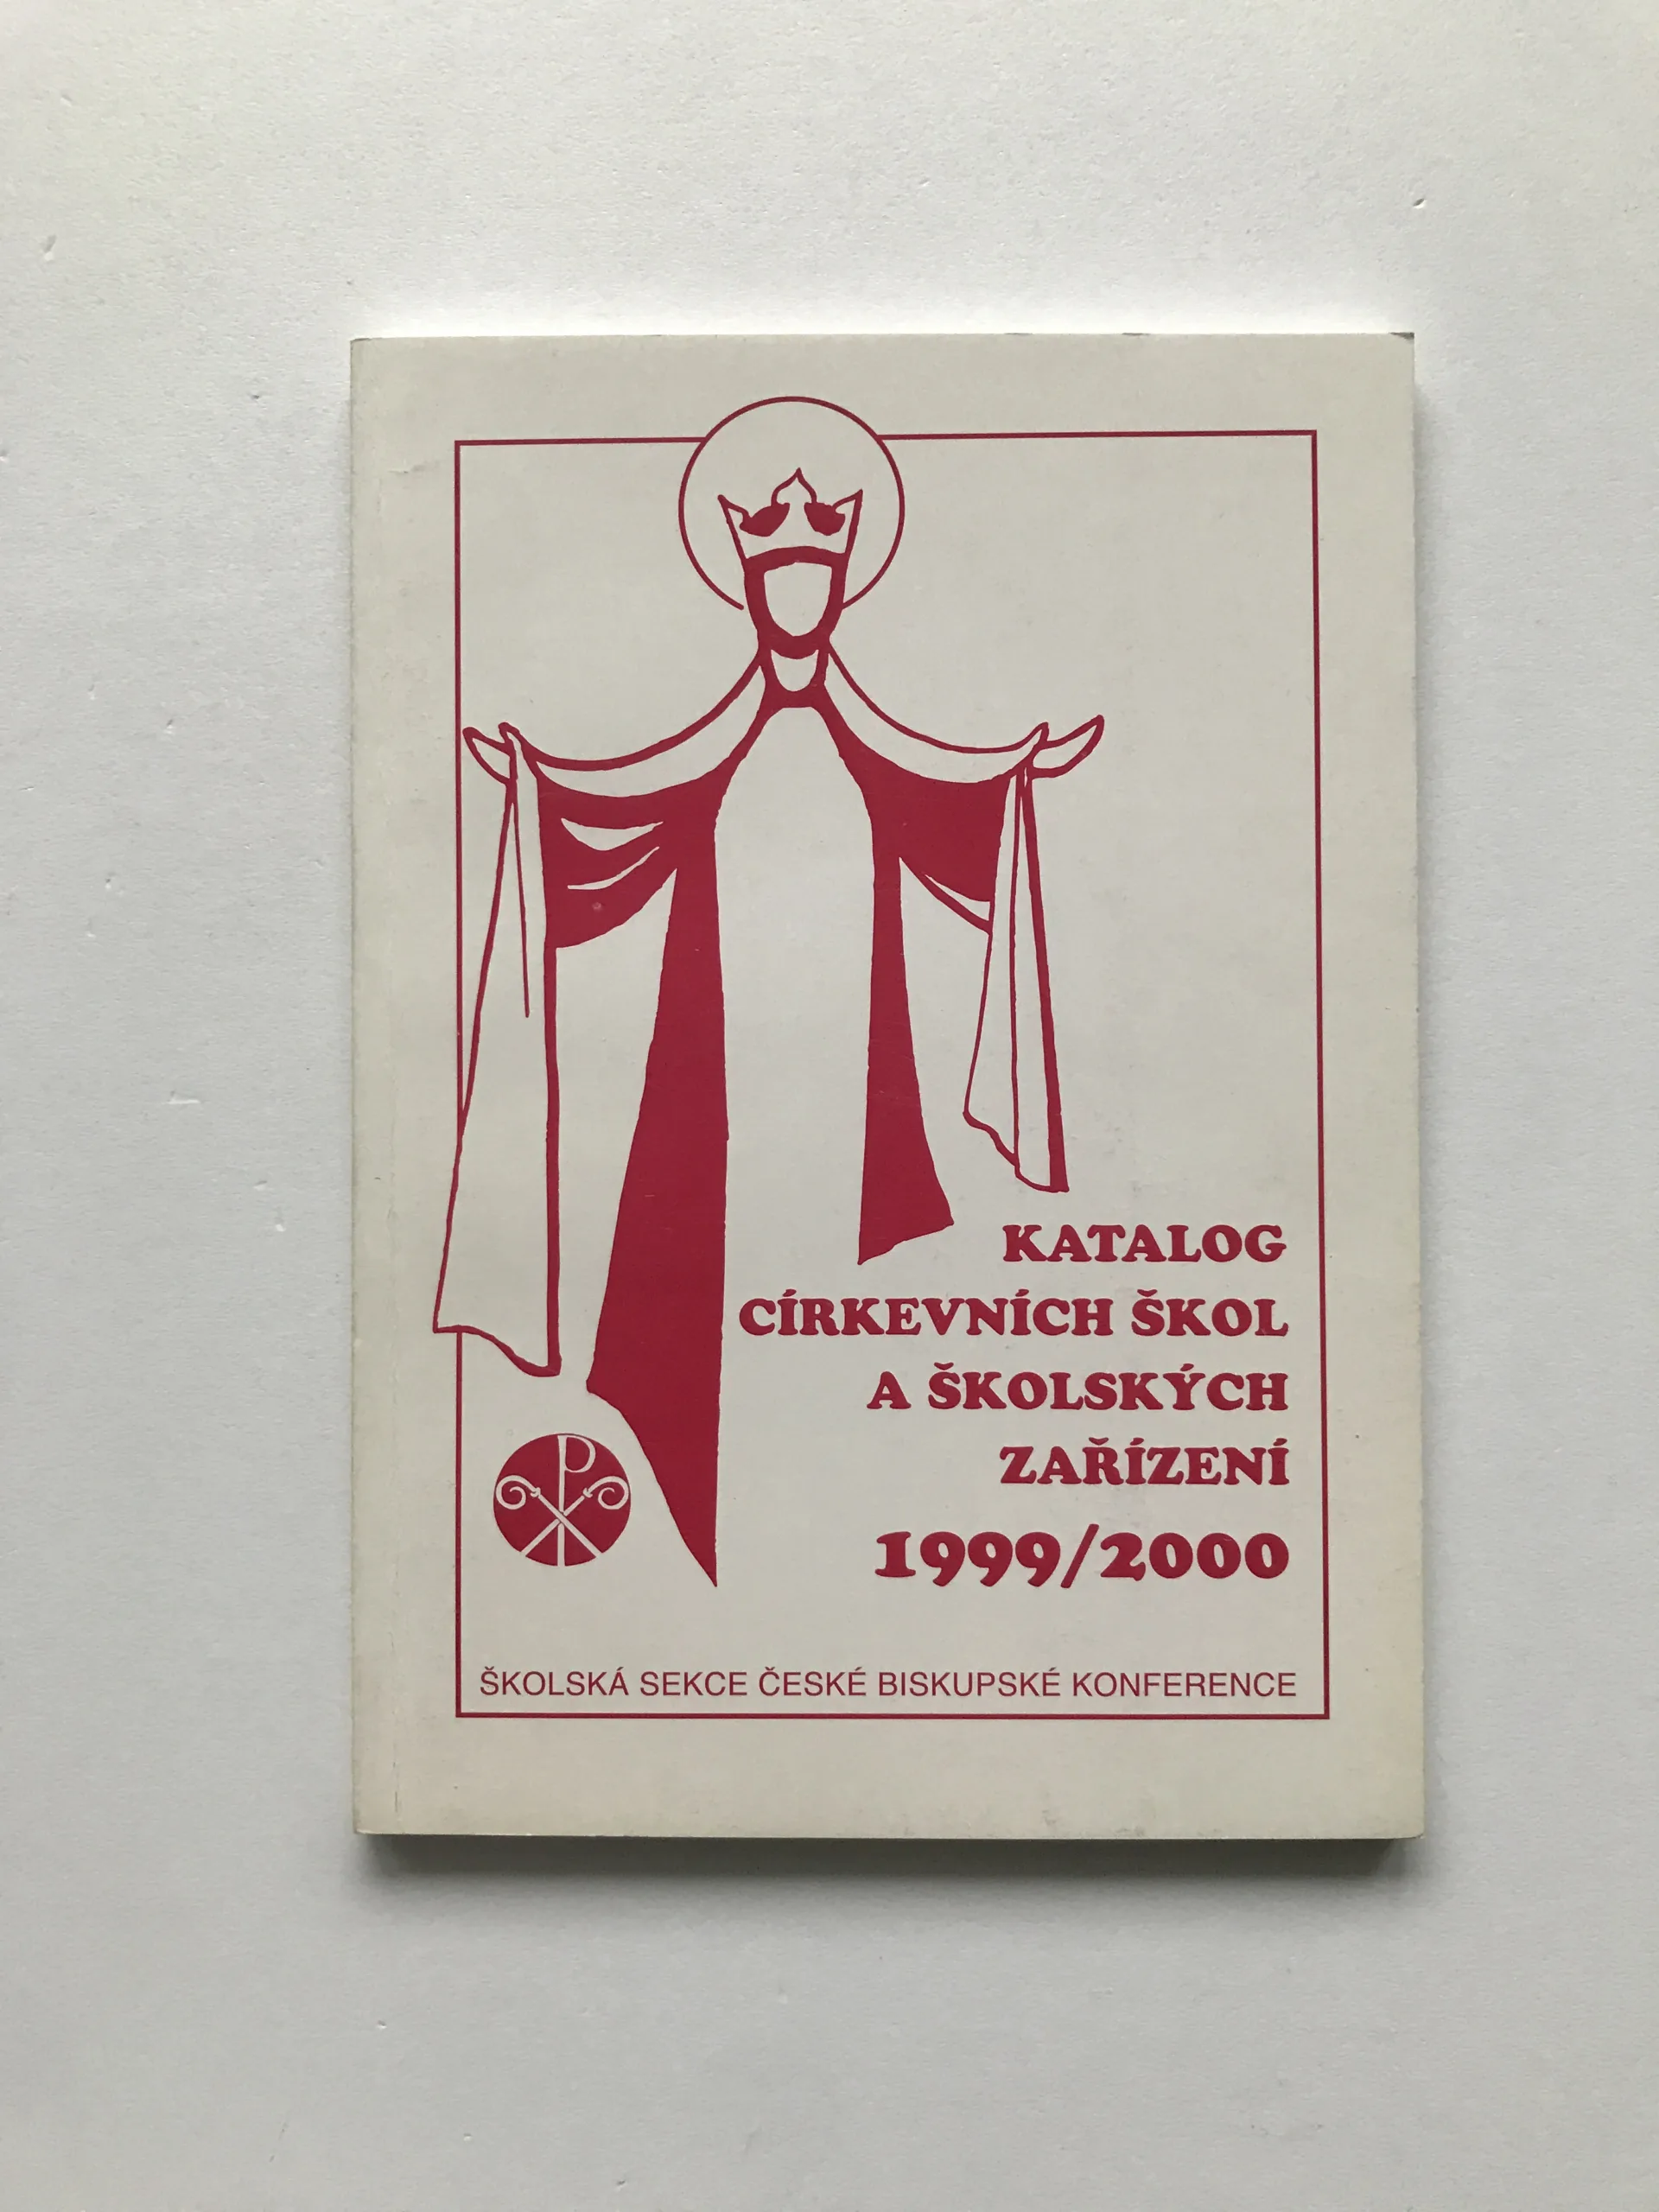 KATALOG
CÍRKEVNÍCH ŠKOL
A ŠKOLSKÝCH
ZAŘÍZENÍ
1999/2000
ŠKOLSKÁ SEKCE ČESKÉ BISKUPSKÉ KONFERENCE